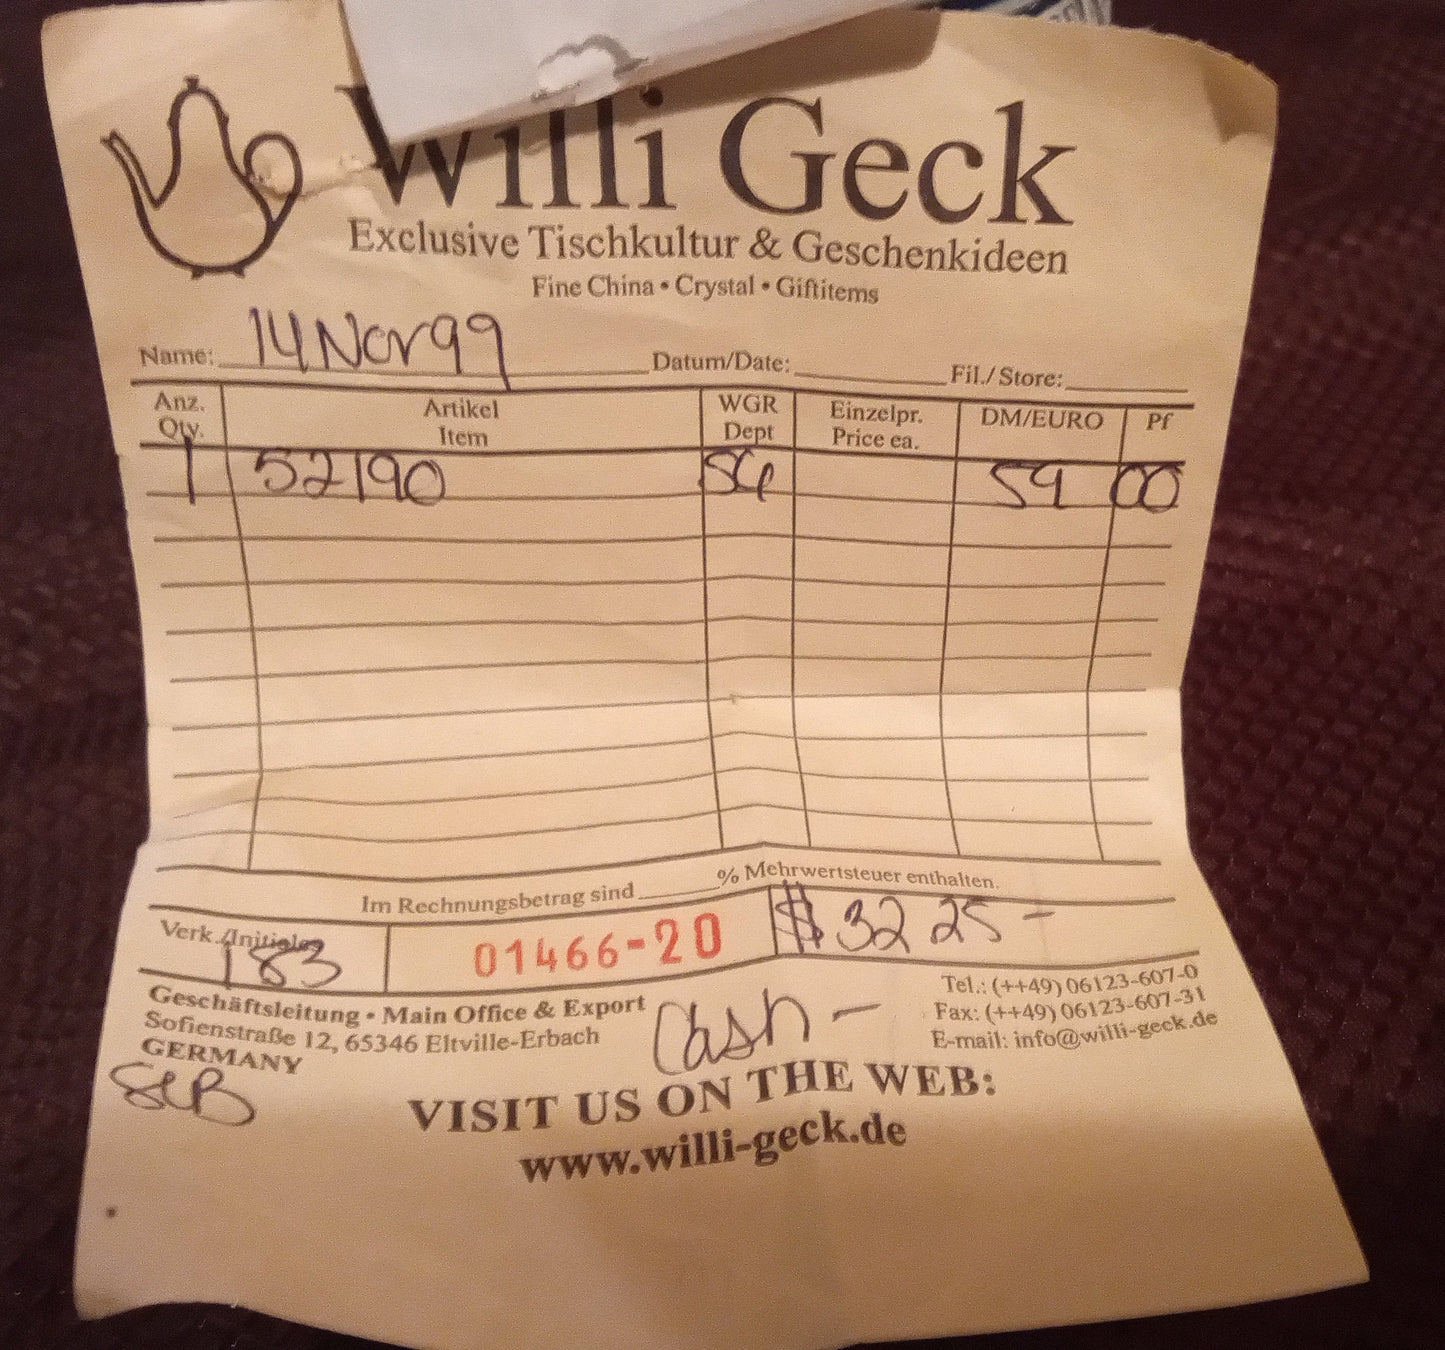 Willi Geck
Exclusive Tischkultur & Geschenkideen
Fine China • Crystal • Giftitems
Name: 14 Nov 99 Datum/Date: Fil./Store:
Anz. Artikel WGR Einzelpr. DM/EURO Pf
Qty. Item Dept Price ea.
1 52190 59 00
Im Rechnungsbetrag sind % Mehrwertsteuer enthalten.
Verk./Initialen 183 01466-20 $ 32 25 -
Geschäftsleitung • Main Office & Export
Sofienstraße 12, 65346 Eltville-Erbach
GERMANY
Cash -
Tel.: (++49) 06123-607-0
Fax: (++49) 06123-607-31
E-mail: info@willi-geck.de
VISIT US ON THE WEB:
www.willi-geck.de